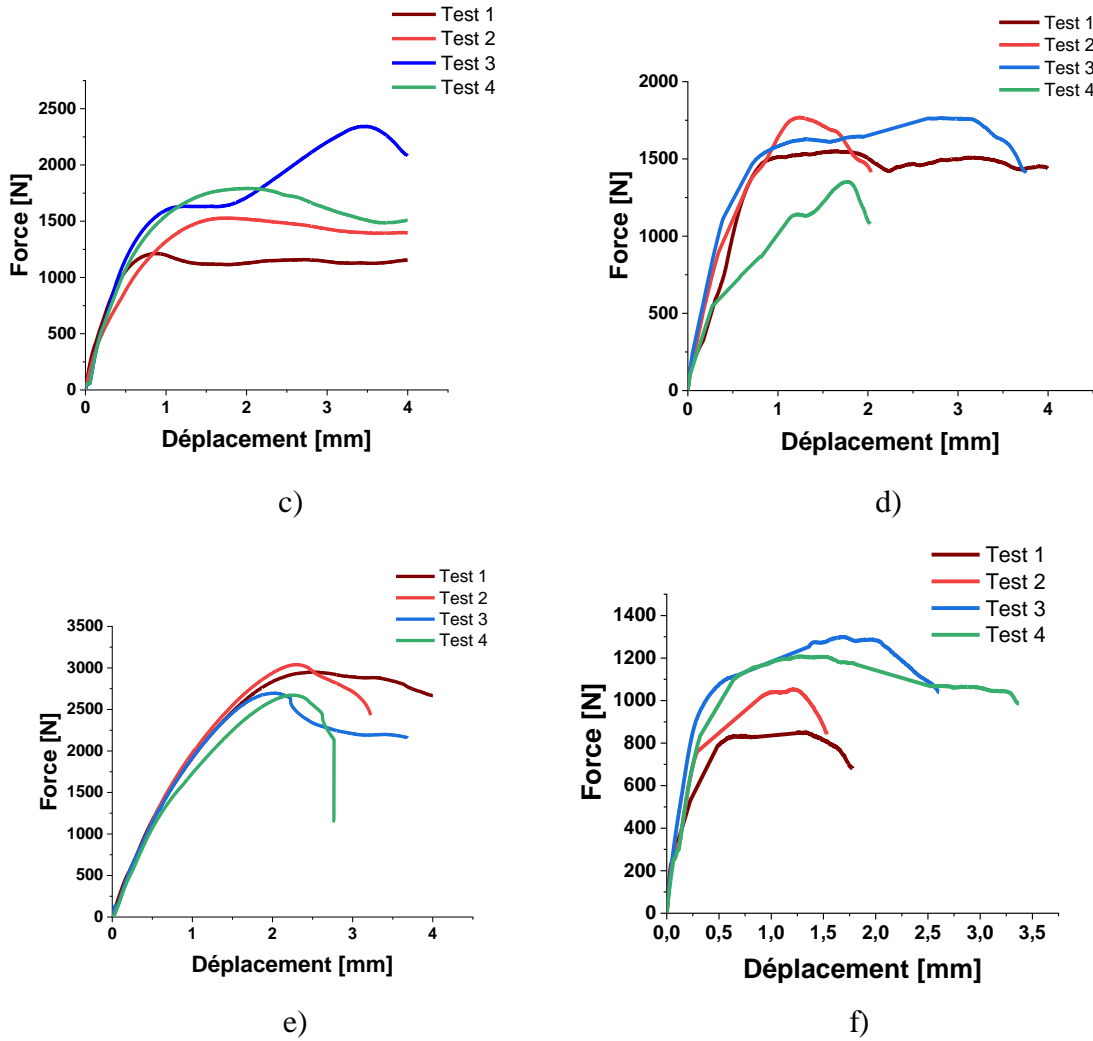 Test 1
Test 2
Test 3
Test 4
2500
2000
1500
1000
500
0
Force [N]
0 1 2 3 4
Déplacement [mm]
c)
Test 1
Test 2
Test 3
Test 4
2000
1500
1000
500
0
Force [N]
0 1 2 3 4
Déplacement [mm]
d)
Test 1
Test 2
Test 3
Test 4
3500
3000
2500
2000
1500
1000
500
0
Force [N]
0 1 2 3 4
Déplacement [mm]
e)
Test 1
Test 2
Test 3
Test 4
1400
1200
1000
800
600
400
200
0
Force [N]
0,0 0,5 1,0 1,5 2,0 2,5 3,0 3,5
Déplacement [mm]
f)